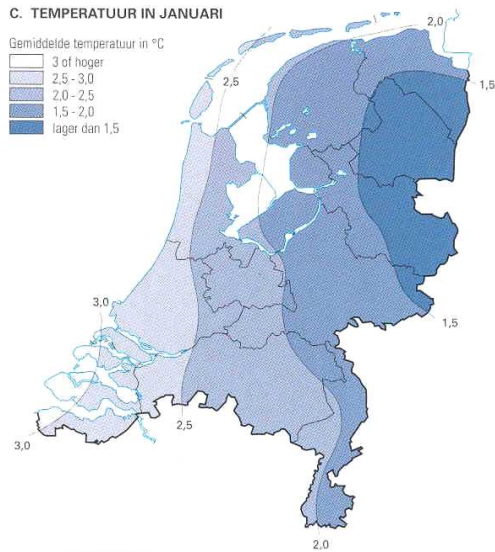 C. TEMPERATUUR IN JANUARI
Gemiddelde temperatuur in °C
3 of hoger
2,5 - 3,0
2,0 - 2,5
1,5 - 2,0
lager dan 1,5
2,0
2,5
1,5
3,0
1,5
2,5
3,0
2,0